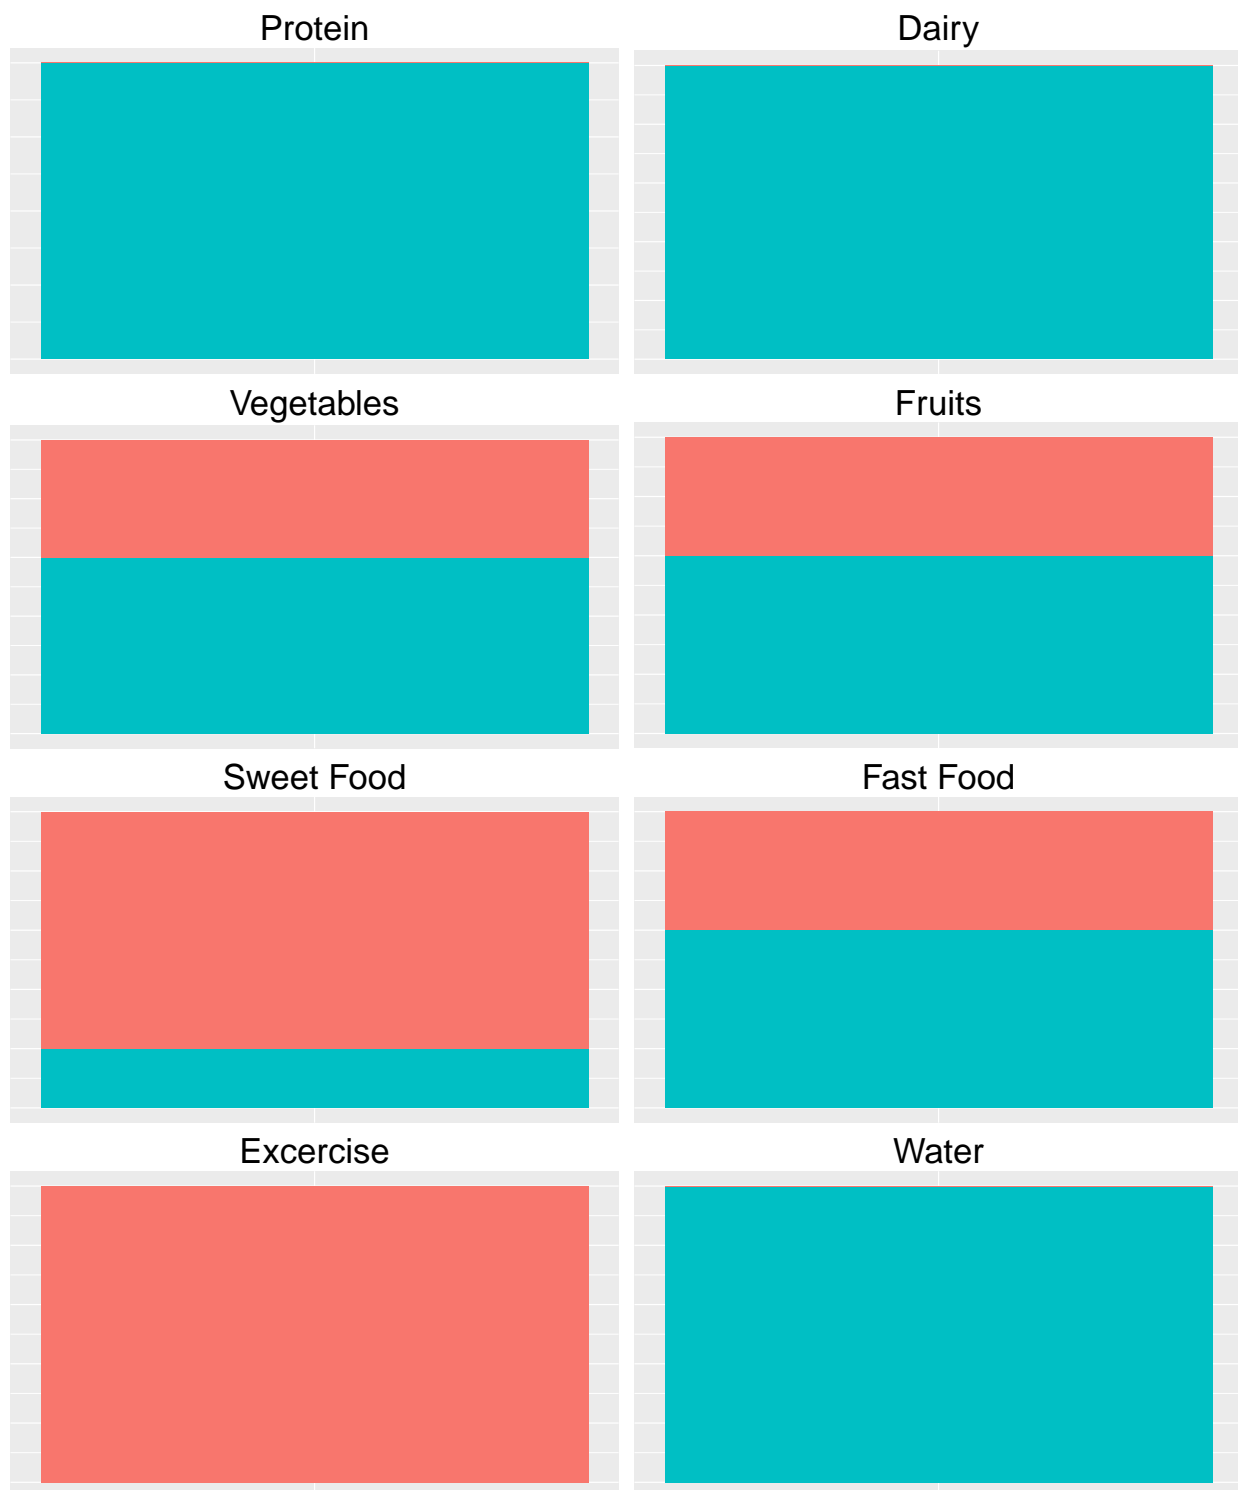 Protein
Dairy
Vegetables
Fruits
Sweet Food
Fast Food
Excercise
Water